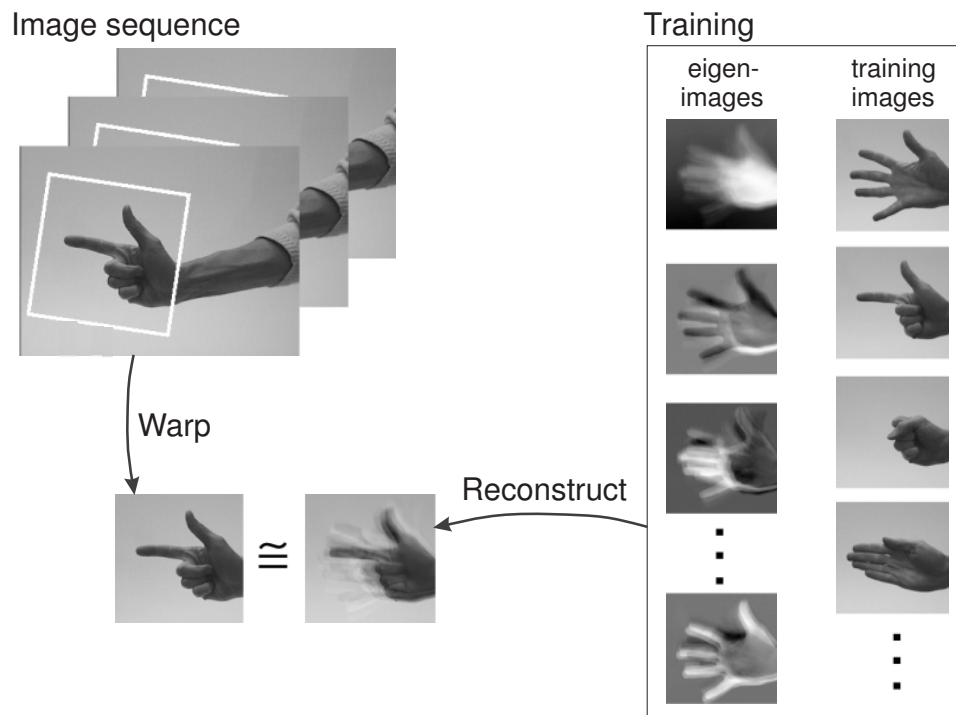 Image sequence
Training
eigen-
images
training
images
Warp
Reconstruct
≅